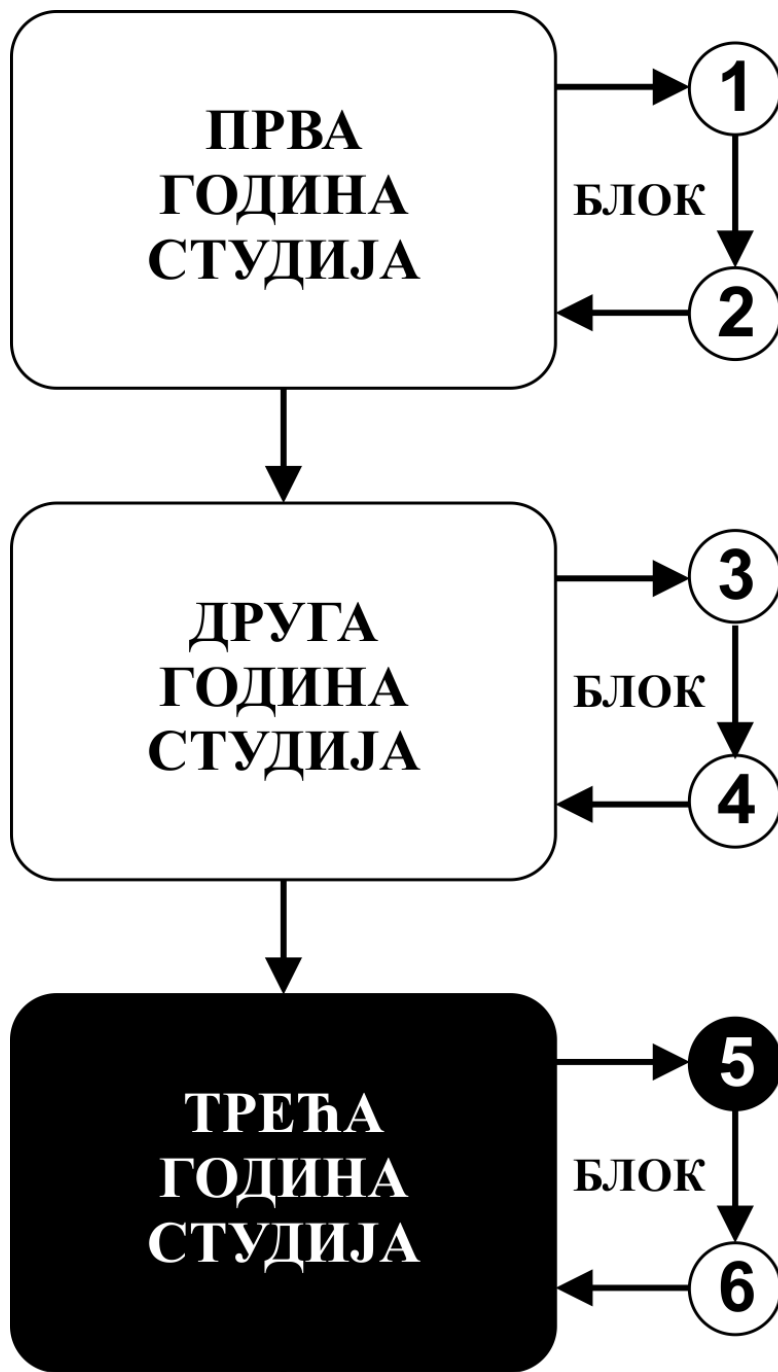 ПРВА
ГОДИНА
СТУДИЈА
1
БЛОК
2
ДРУГА
ГОДИНА
СТУДИЈА
3
БЛОК
4
ТРЕЋА
ГОДИНА
СТУДИЈА
5
БЛОК
6